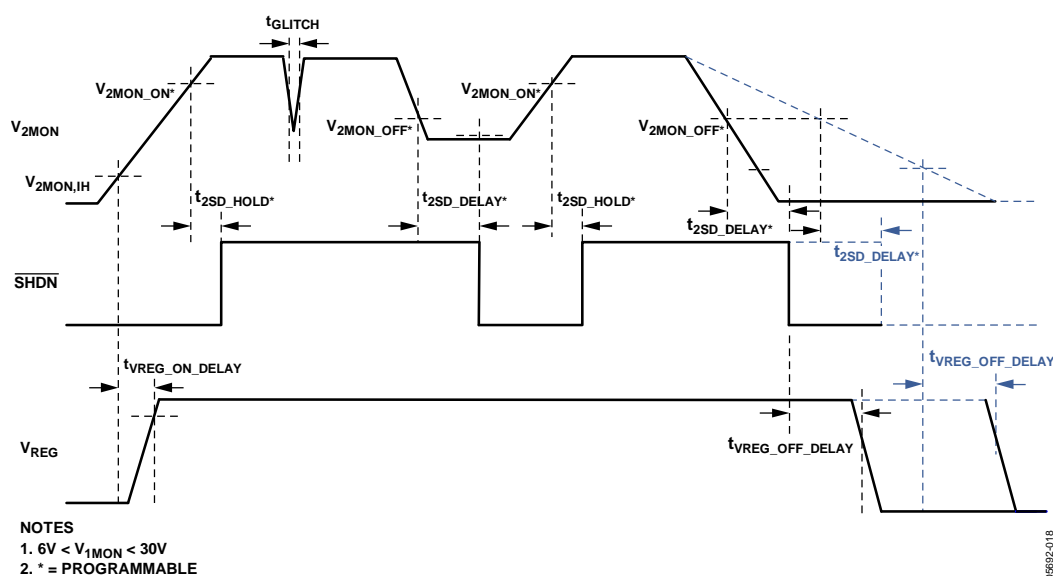 tGLITCH
V2MON_ON*
V2MON_ON*
V2MON
V2MON_OFF*
V2MON_OFF*
V2MON,IH
t2SD_HOLD*
t2SD_DELAY*
t2SD_HOLD*
t2SD_DELAY*
t2SD_DELAY*
SHDN
tVREG_ON_DELAY
tVREG_OFF_DELAY
VREG
tVREG_OFF_DELAY
NOTES
1. 6V < V1MON < 30V
2. * = PROGRAMMABLE
05692-018